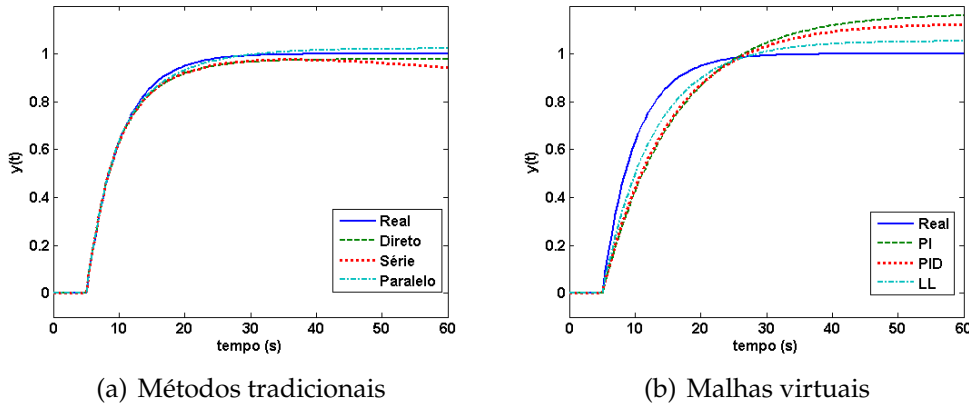 y(t)
1
0.8
0.6
0.4
0.2
0
0 10 20 30 40 50 60
tempo (s)
Real
Direto
Série
Paralelo
(a) Métodos tradicionais
y(t)
1
0.8
0.6
0.4
0.2
0
0 10 20 30 40 50 60
tempo (s)
Real
PI
PID
LL
(b) Malhas virtuais